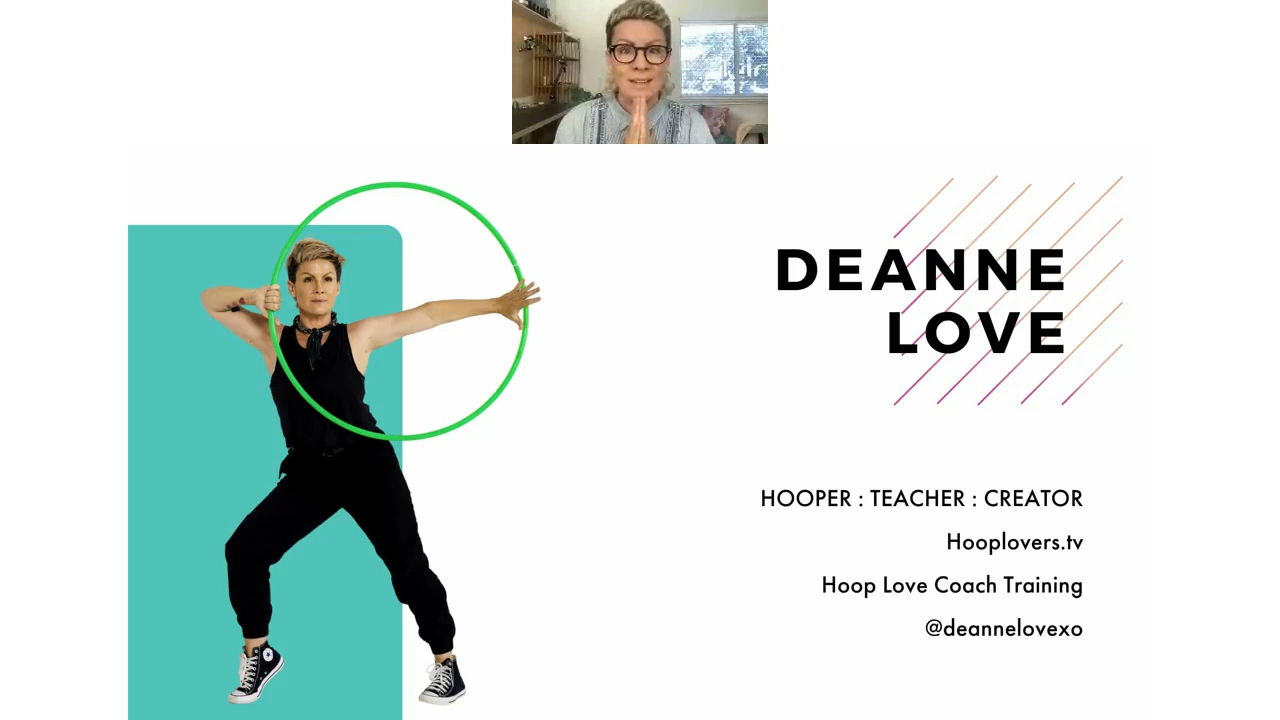 DEANNE
LOVE
HOOPER : TEACHER : CREATOR
Hooplovers.tv
Hoop Love Coach Training
@deannelovexo